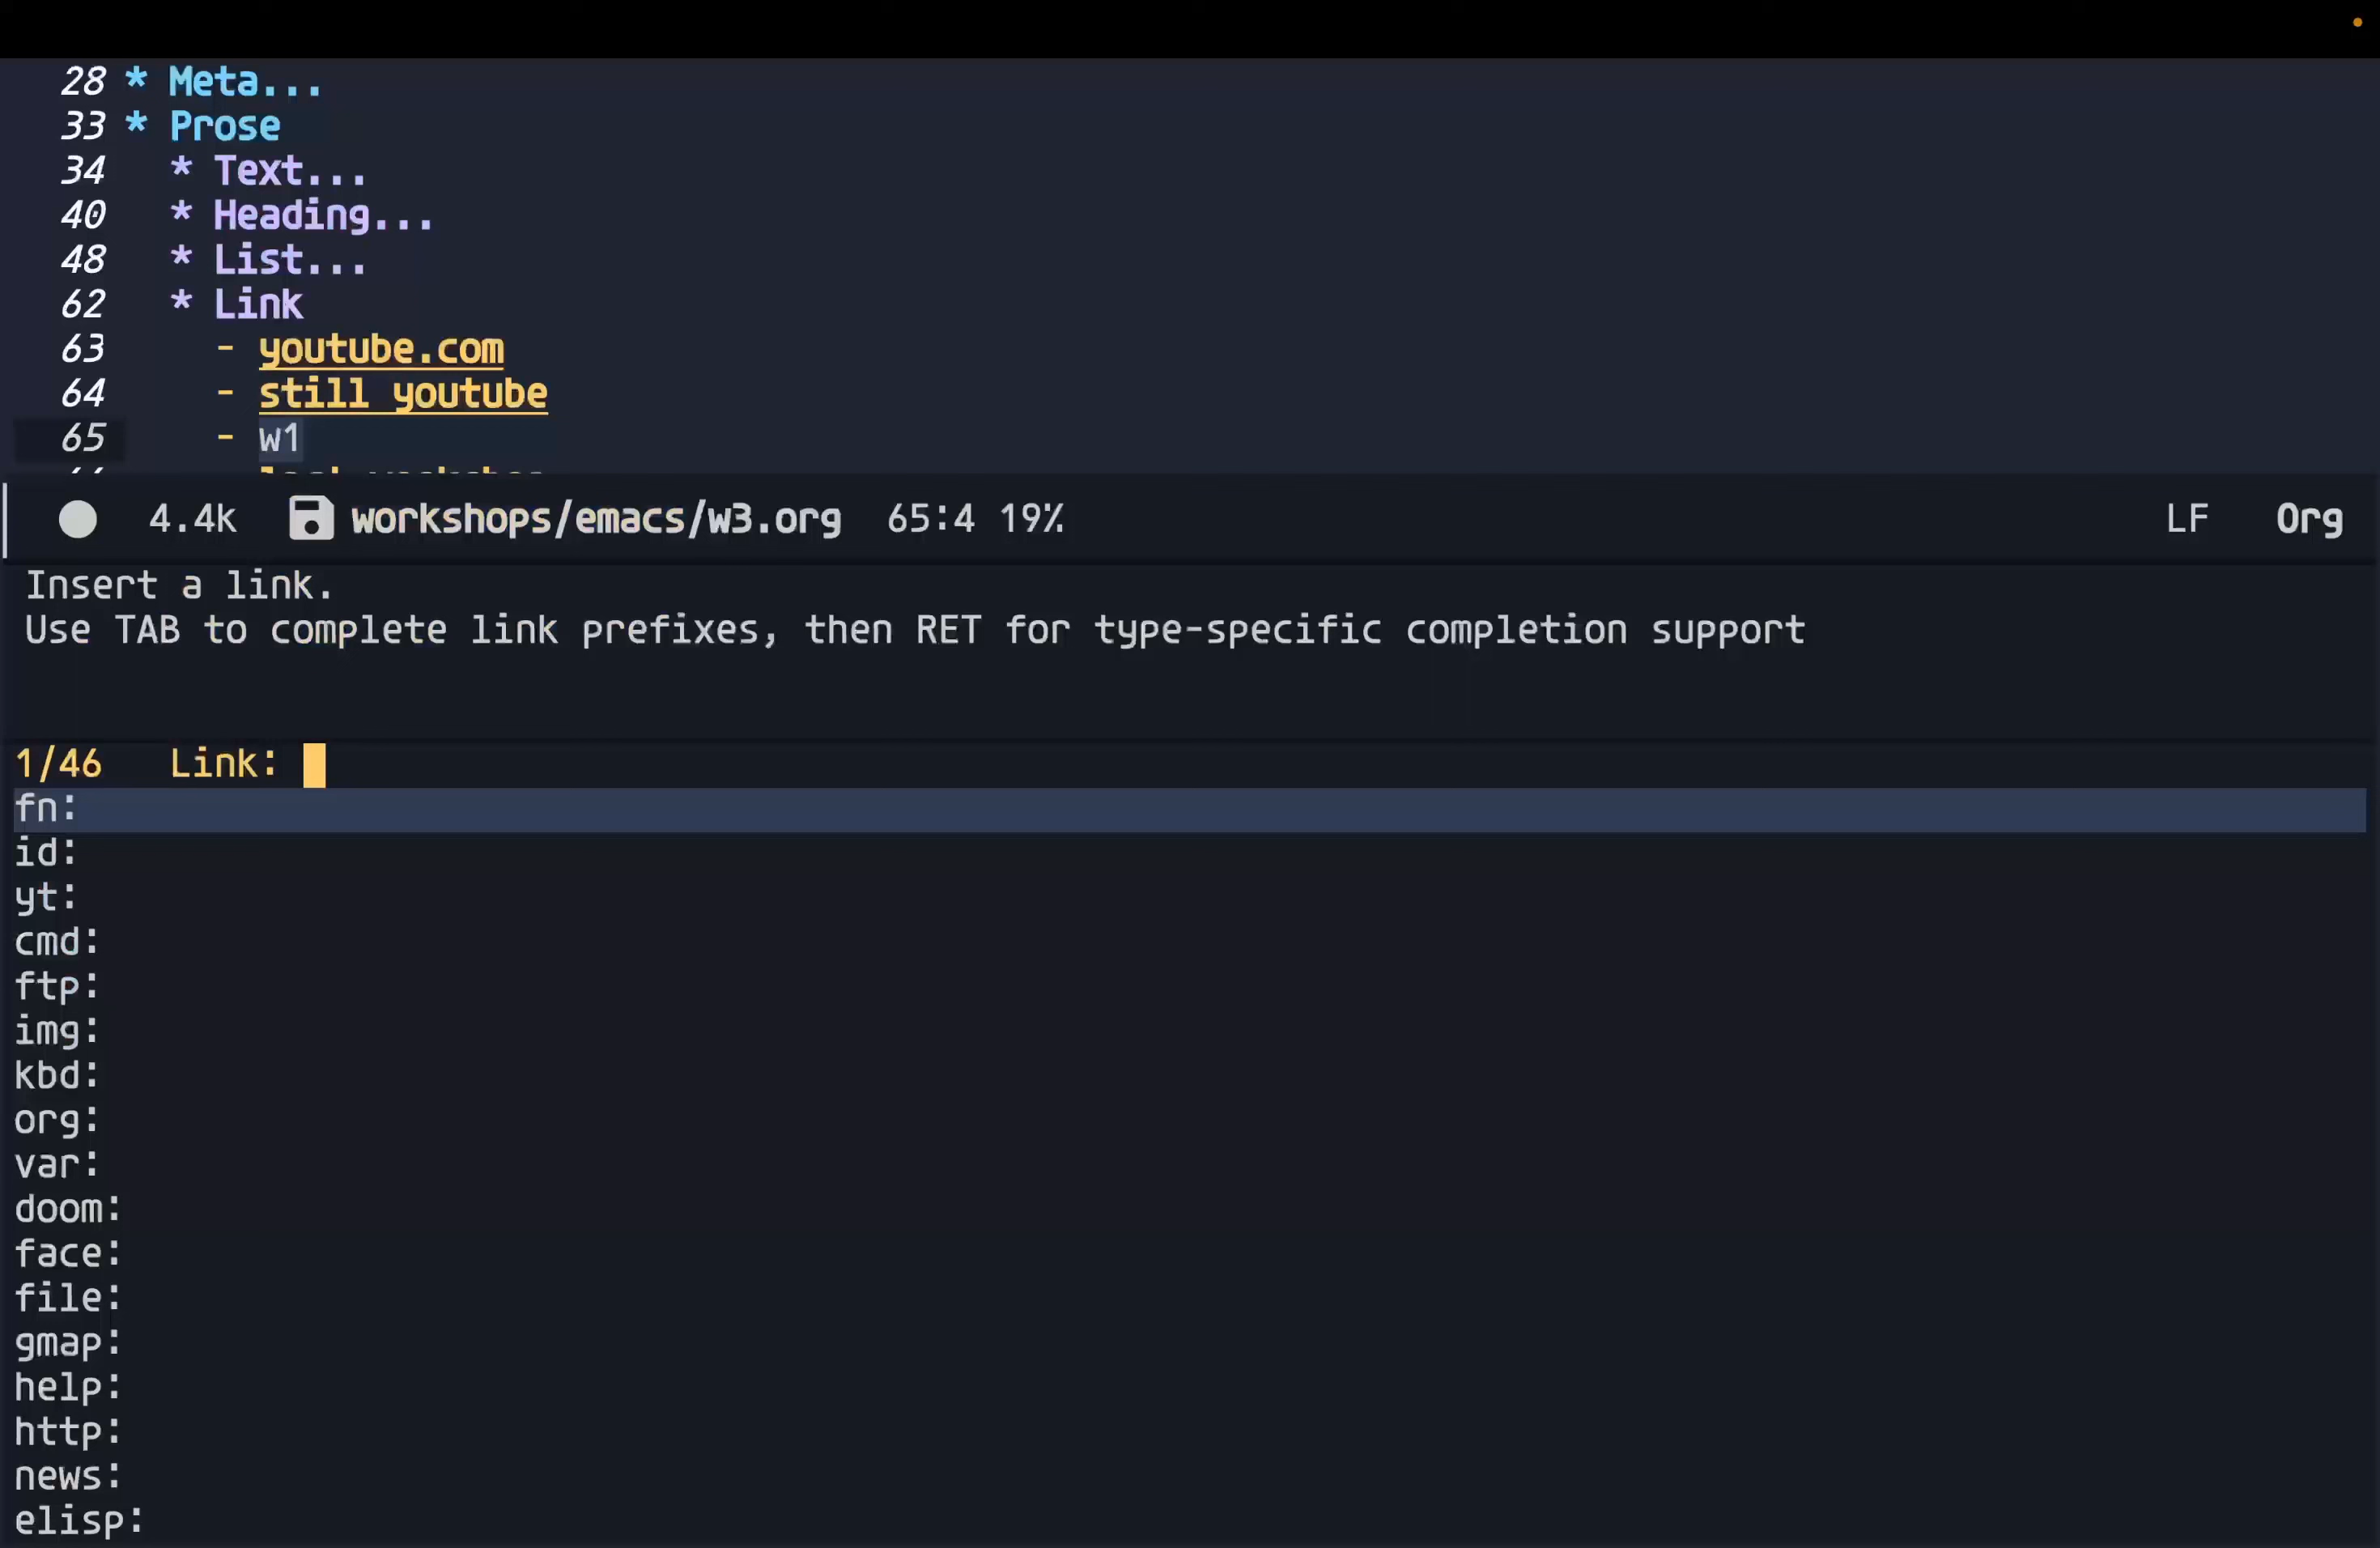 28 * Meta...
33 * Prose
34 * Text...
40 * Heading...
48 * List...
62 * Link
63 - youtube.com
64 - still youtube
65 - w1
4.4k workshops/emacs/w3.org 65:4 19% LF Org
Insert a link.
Use TAB to complete link prefixes, then RET for type-specific completion support
1/46 Link:
fn:
id:
yt:
cmd:
ftp:
img:
kbd:
org:
var:
doom:
face:
file:
gmap:
help:
http:
news:
elisp: